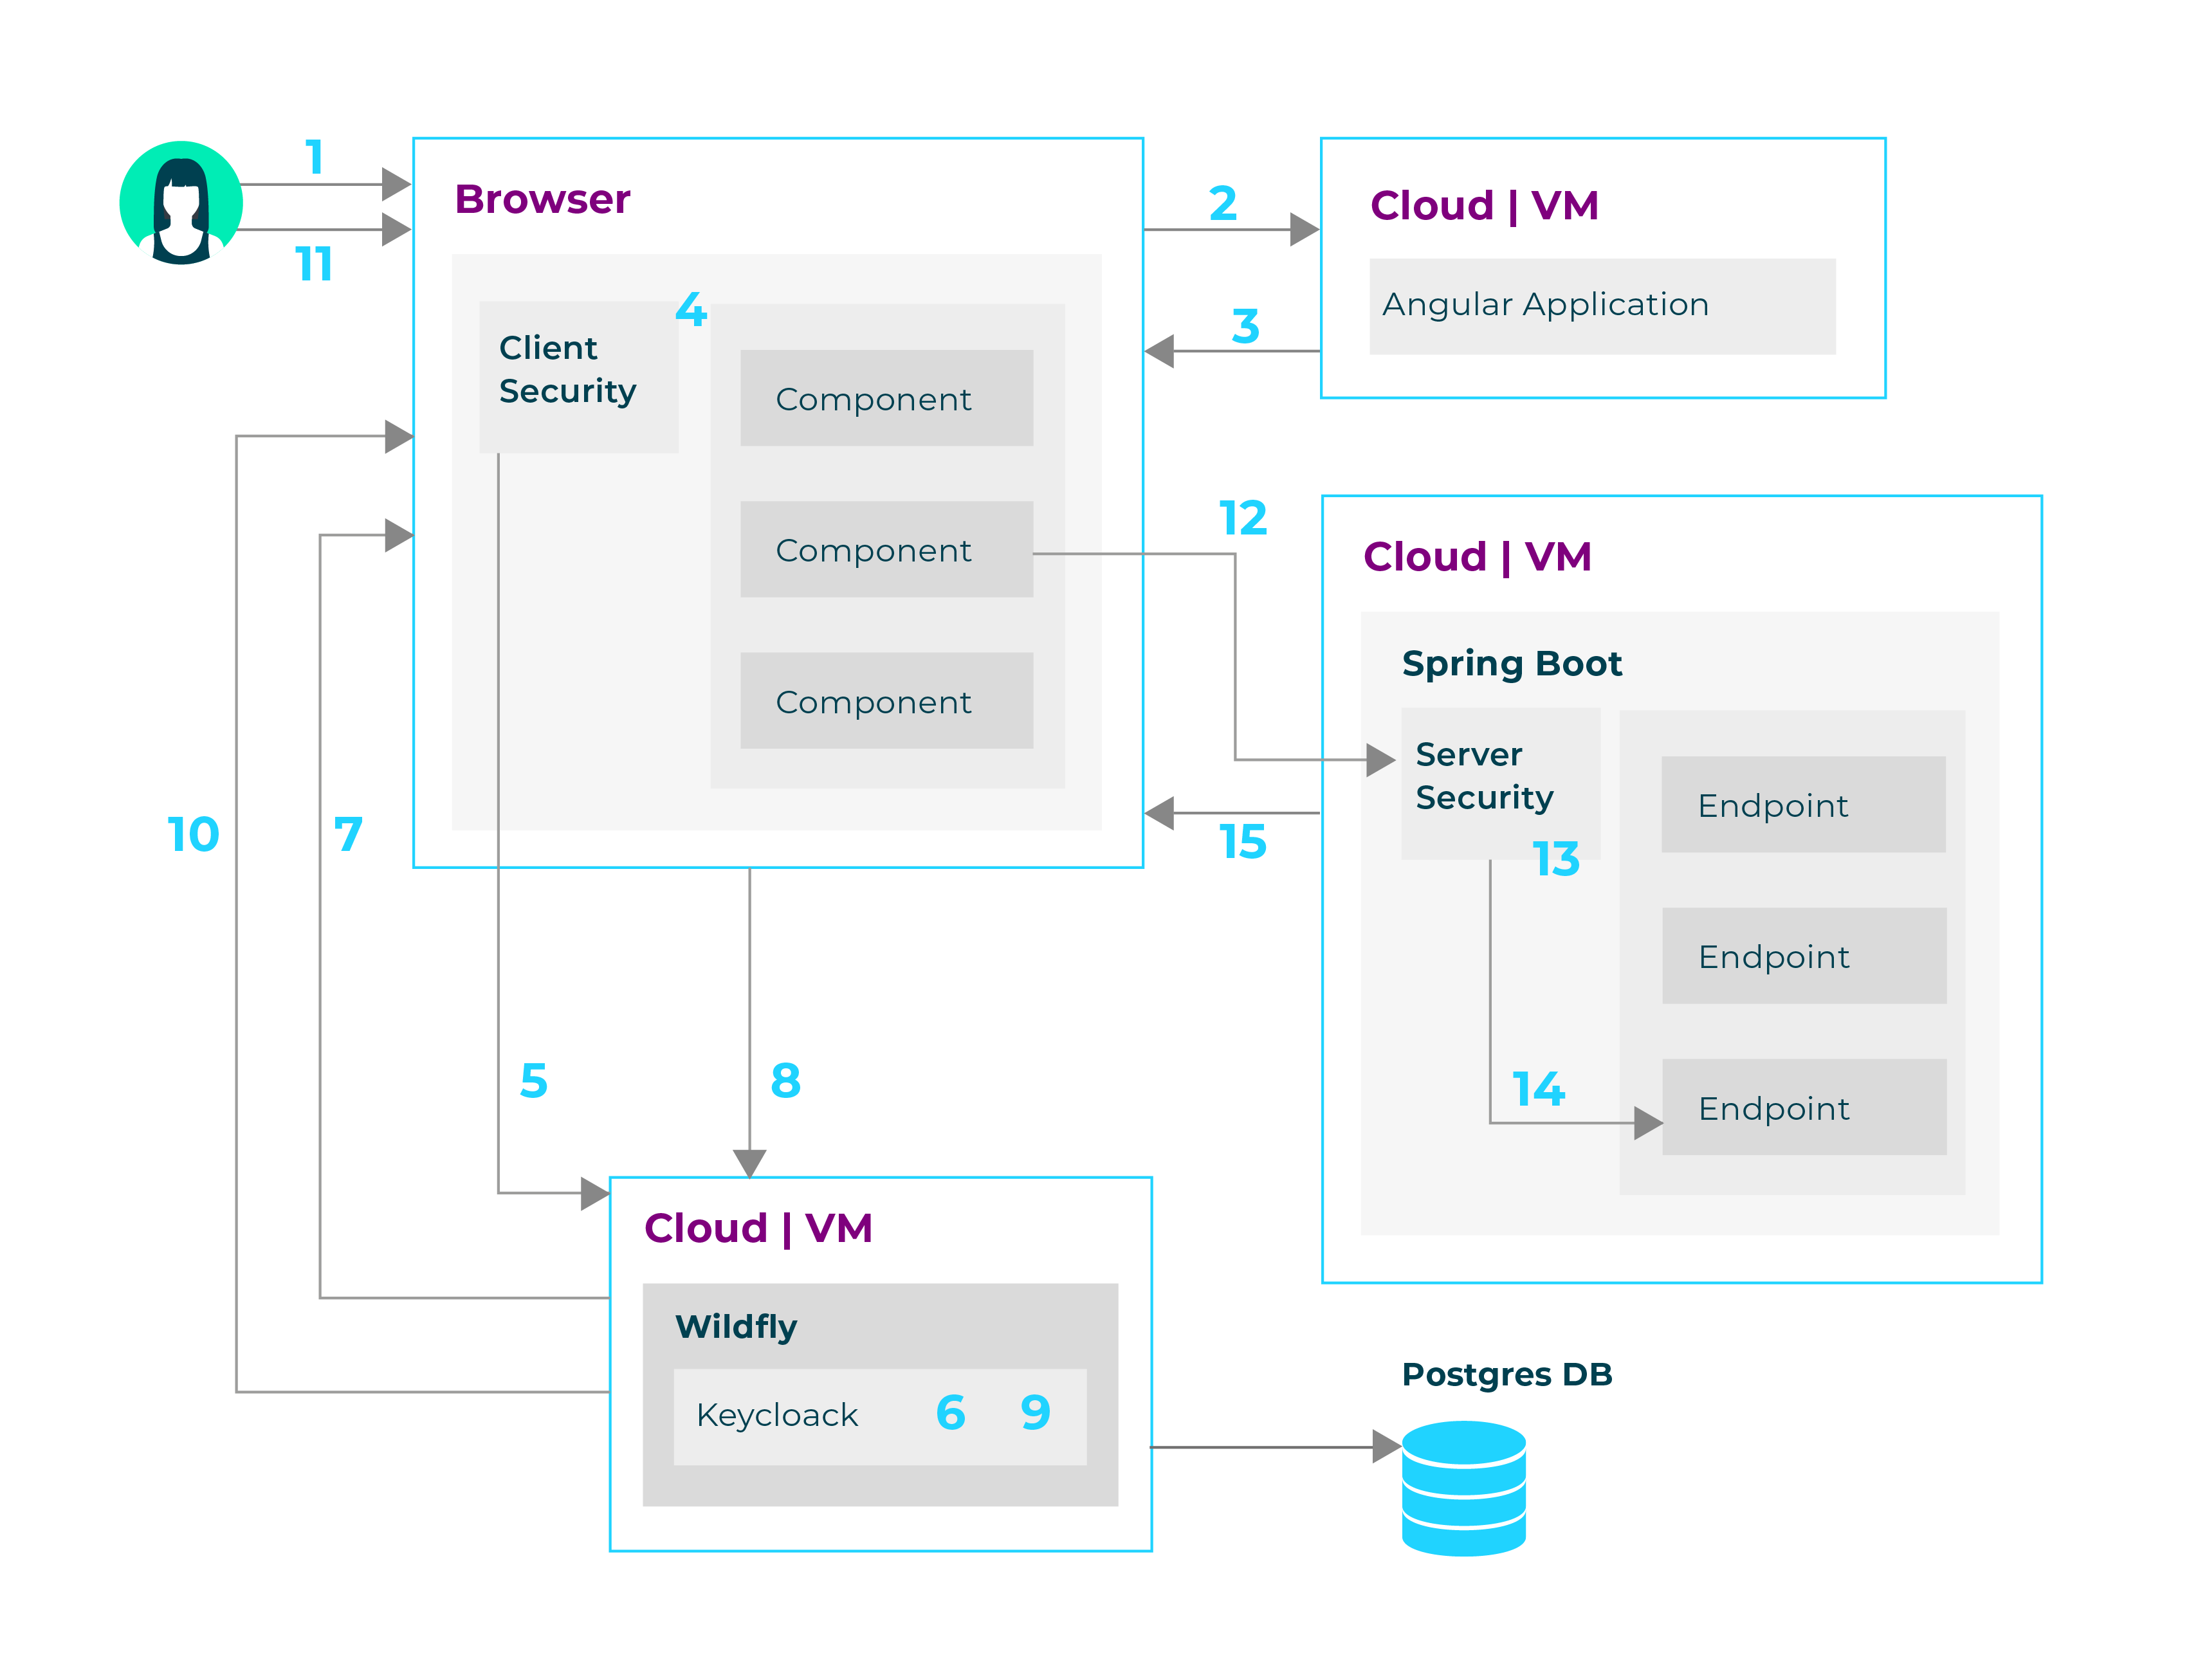 1
11
Browser
2
3
Cloud | VM
Angular Application
4
Client
Security
Component
Component
Component
12
15
Cloud | VM
Spring Boot
Server
Security
13
14
Endpoint
Endpoint
Endpoint
10
7
5
8
Cloud | VM
Wildfly
Keycloack
6
9
Postgres DB